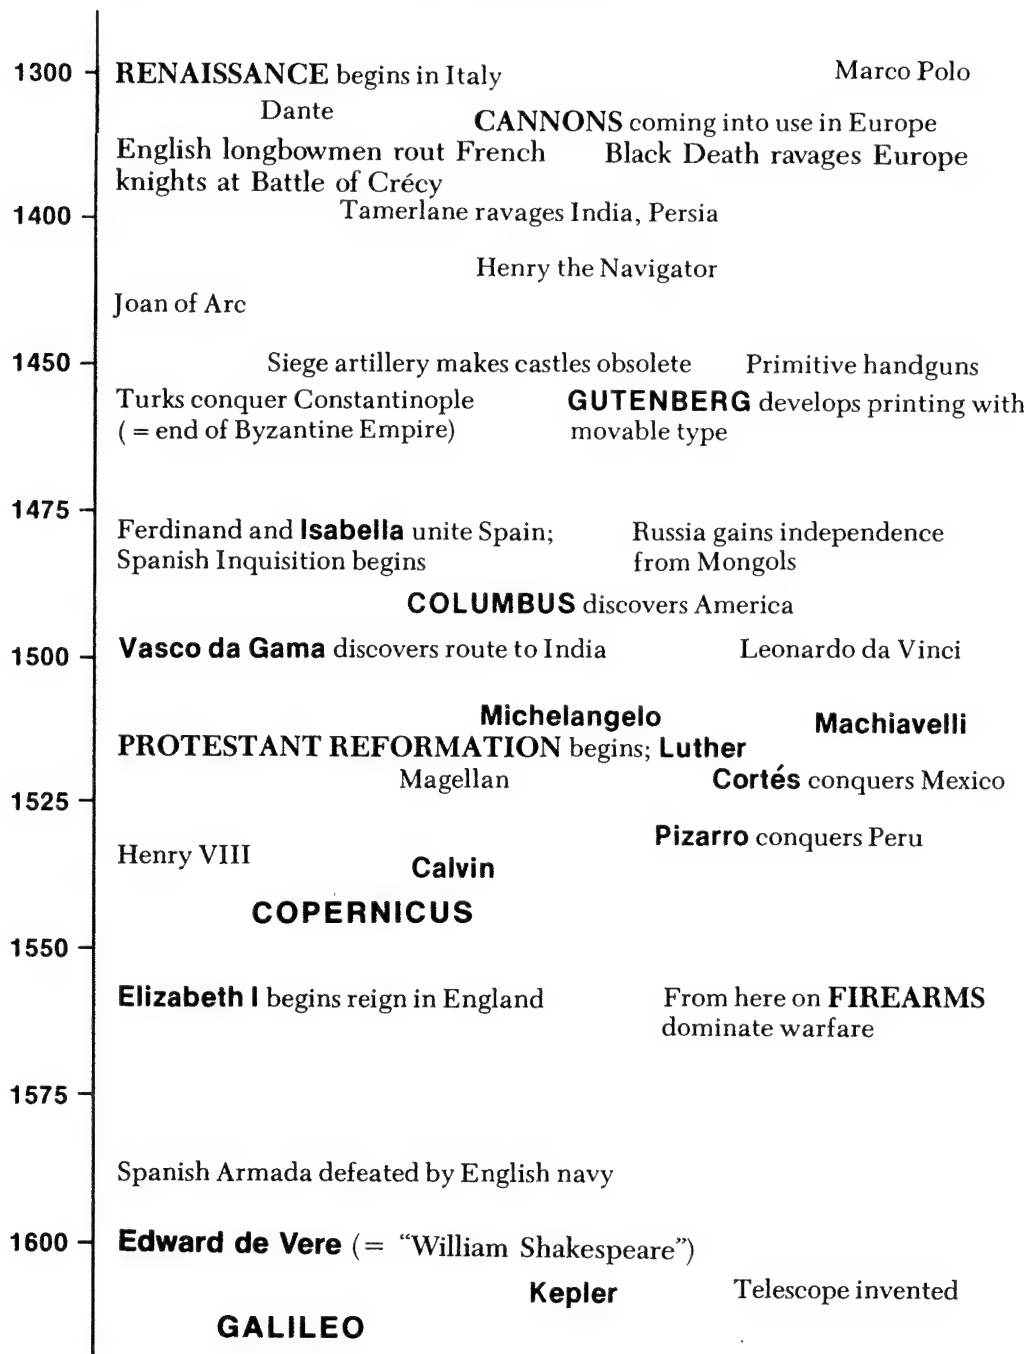 1300 RENAISSANCE begins in Italy Marco Polo
Dante
CANNONS coming into use in Europe
English longbowmen rout French Black Death ravages Europe
knights at Battle of Crécy
1400 Tamerlane ravages India, Persia
Henry the Navigator
Joan of Arc
1450 Siege artillery makes castles obsolete Primitive handguns
Turks conquer Constantinople GUTENBERG develops printing with
( = end of Byzantine Empire) movable type
1475
Ferdinand and Isabella unite Spain; Russia gains independence
Spanish Inquisition begins from Mongols
COLUMBUS discovers America
1500 Vasco da Gama discovers route to India Leonardo da Vinci
Michelangelo Machiavelli
PROTESTANT REFORMATION begins; Luther
Magellan Cortés conquers Mexico
1525
Pizarro conquers Peru
Henry VIII Calvin
COPERNICUS
1550
Elizabeth I begins reign in England From here on FIREARMS
dominate warfare
1575
Spanish Armada defeated by English navy
1600 Edward de Vere (= “William Shakespeare”)
Kepler Telescope invented
GALILEO